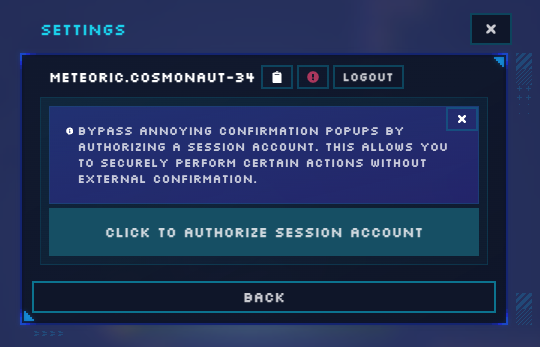 SETTINGS
METEORIC.COSMONAUT-34 LOGOUT
BYPASS ANNOYING CONFIRMATION POPUPS BY
AUTHORIZING A SESSION ACCOUNT. THIS ALLOWS YOU
TO SECURELY PERFORM CERTAIN ACTIONS WITHOUT
EXTERNAL CONFIRMATION.
CLICK TO AUTHORIZE SESSION ACCOUNT
BACK